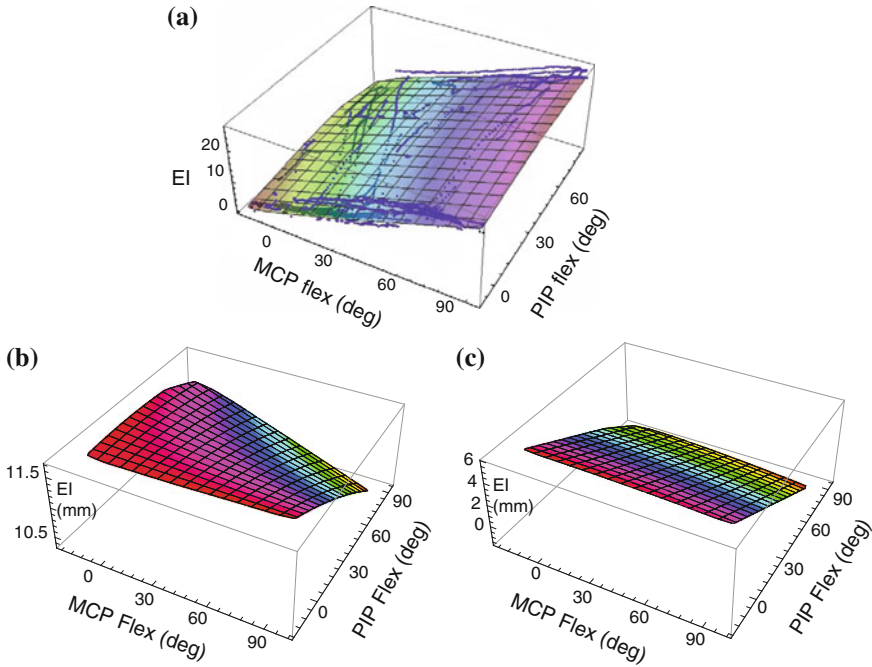 (a)
20
10
0
EI
0
30
60
90
MCP flex (deg)
0
30
60
PIP flex (deg)
(b)
11.5
EI
(mm)
10.5
0
30
60
90
MCP Flex (deg)
0
30
60
90
PIP Flex (deg)
(c)
6
4
2
0
EI
(mm)
0
30
60
90
MCP Flex (deg)
0
30
60
90
PIP Flex (deg)